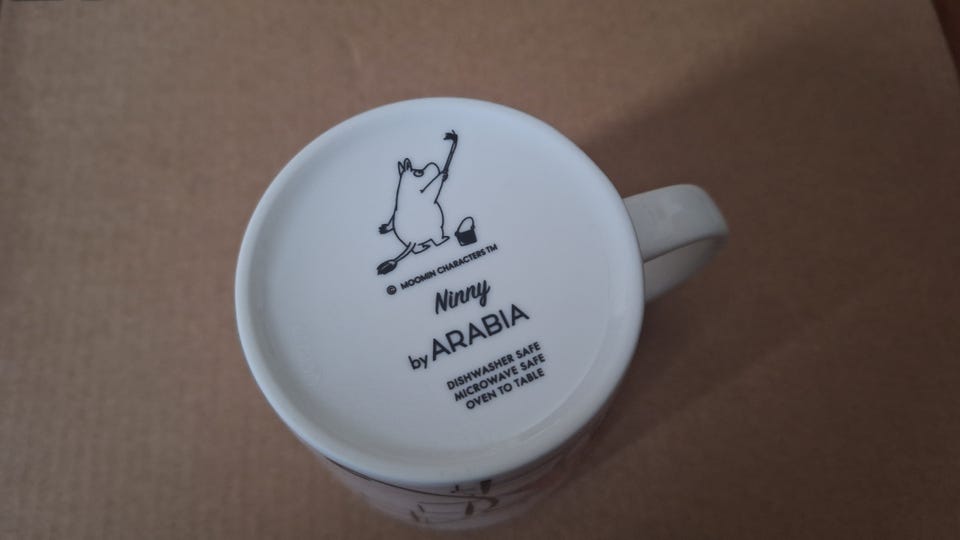 © MOOMIN CHARACTERS TM
Ninny
by ARABIA
DISHWASHER SAFE
MICROWAVE SAFE
OVEN TO TABLE